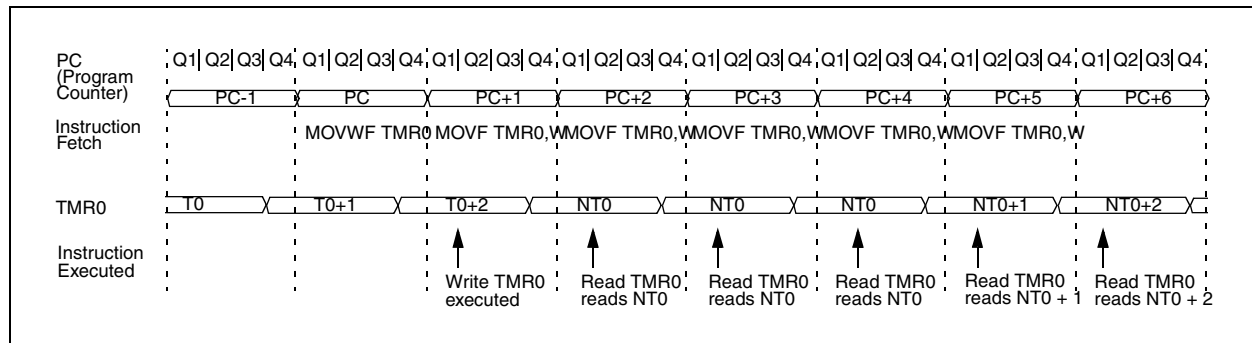 PC
(Program
Counter)
Q1 Q2 Q3 Q4 Q1 Q2 Q3 Q4 Q1 Q2 Q3 Q4 Q1 Q2 Q3 Q4 Q1 Q2 Q3 Q4 Q1 Q2 Q3 Q4 Q1 Q2 Q3 Q4 Q1 Q2 Q3 Q4
PC-1 PC PC+1 PC+2 PC+3 PC+4 PC+5 PC+6
Instruction
Fetch
MOVWF TMR0 MOVF TMR0,W MOVF TMR0,W MOVF TMR0,W MOVF TMR0,W MOVF TMR0,W
TMR0
T0 T0+1 T0+2 NT0 NT0 NT0 NT0+1 NT0+2
Instruction
Executed
Write TMR0
executed
Read TMR0
reads NT0
Read TMR0
reads NT0
Read TMR0
reads NT0
Read TMR0
reads NT0 + 1
Read TMR0
reads NT0 + 2